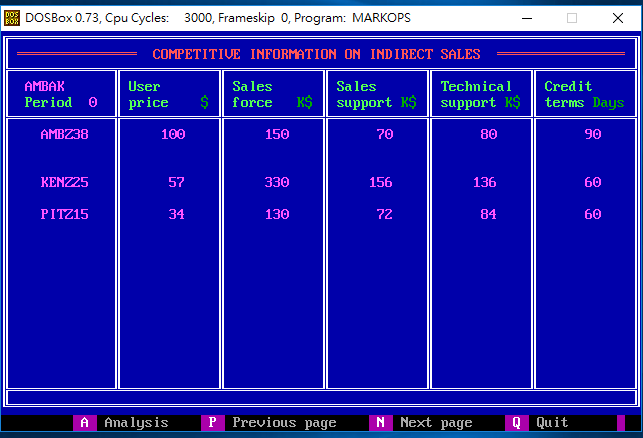 DOS BOX DOSBox 0.73, Cpu Cycles: 3000, Frameskip 0, Program: MARKOPS
COMPETITIVE INFORMATION ON INDIRECT SALES
AMBAK User Sales Sales Technical Credit
Period 0 price $ force K$ support K$ support K$ terms Days
AMBZ38 100 150 70 80 90
KENZ25 57 330 156 136 60
PITZ15 34 130 72 84 60
A Analysis P Previous page N Next page Q Quit